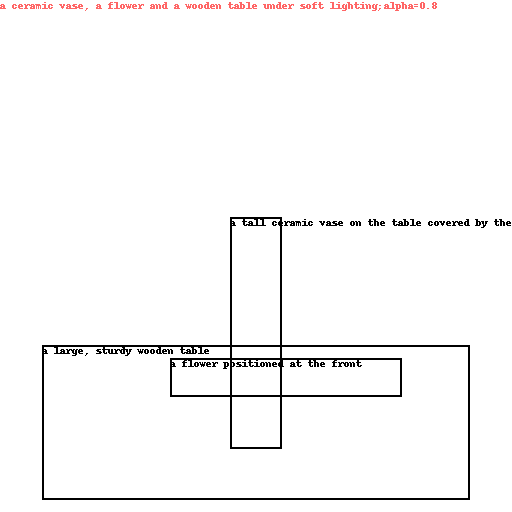 a ceramic vase, a flower and a wooden table under soft lighting;alpha=0.8
a tall ceramic vase on the table covered by the
a large, sturdy wooden table
a flower positioned at the front